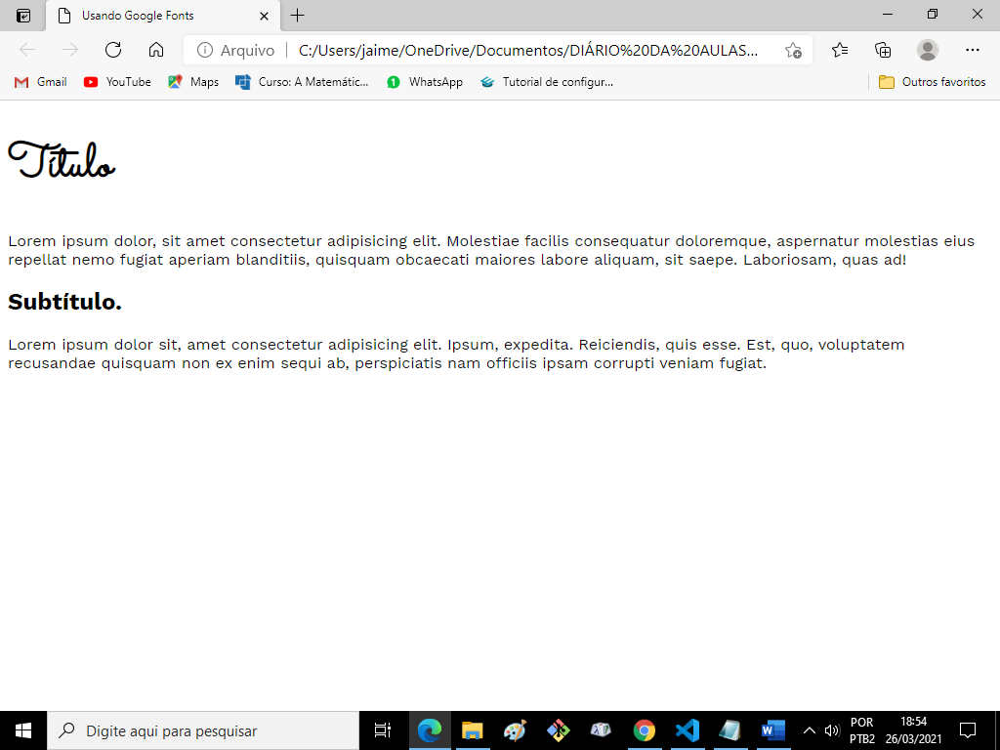 Usando Google Fonts
Arquivo
C:/Users/jaime/OneDrive/Documentos/DIÁRIO%20DA%20AULAS...
Gmail
YouTube
Maps
Curso: A Matemátic...
1
WhatsApp
Tutorial de configur...
Outros favoritos
Título
Lorem ipsum dolor, sit amet consectetur adipisicing elit. Molestiae facilis consequatur doloremque, aspernatur molestias eius
repellat nemo fugiat aperiam blanditiis, quisquam obcaecati maiores labore aliquam, sit saepe. Laboriosam, quas ad!
Subtítulo.
Lorem ipsum dolor sit, amet consectetur adipisicing elit. Ipsum, expedita. Reiciendis, quis esse. Est, quo, voluptatem
recusandae quisquam non ex enim sequi ab, perspiciatis nam officiis ipsam corrupti veniam fugiat.
Digite aqui para pesquisar
POR
PTB2
18:54
26/03/2021